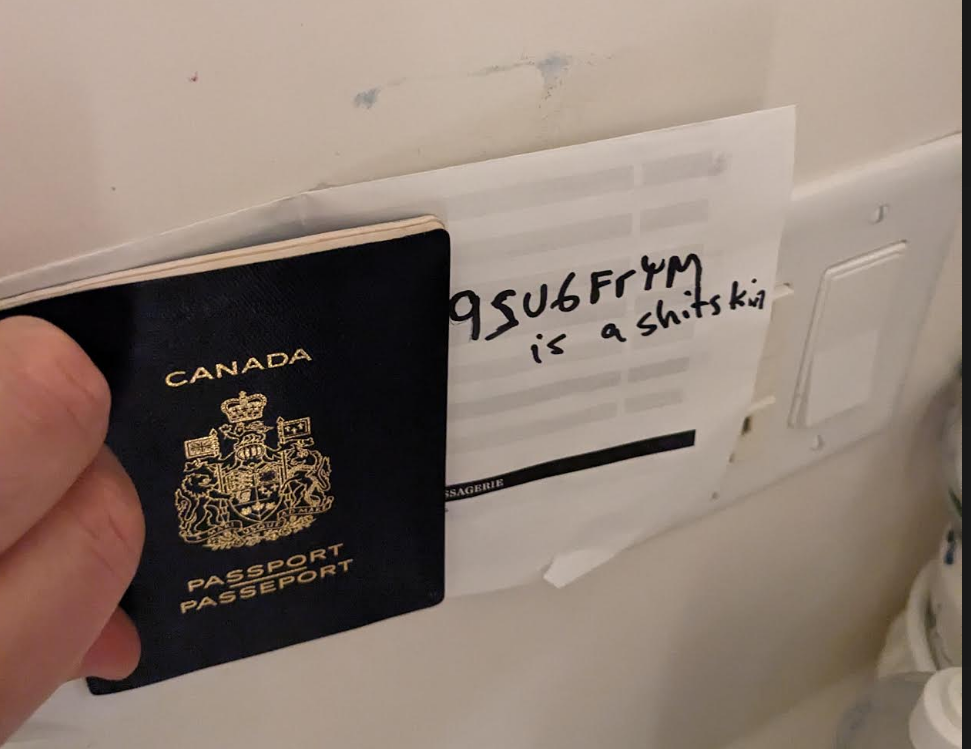 CANADA
PASSPORT
PASSEPORT
9SU6FrYM
is a shitskin
SSAGERIE